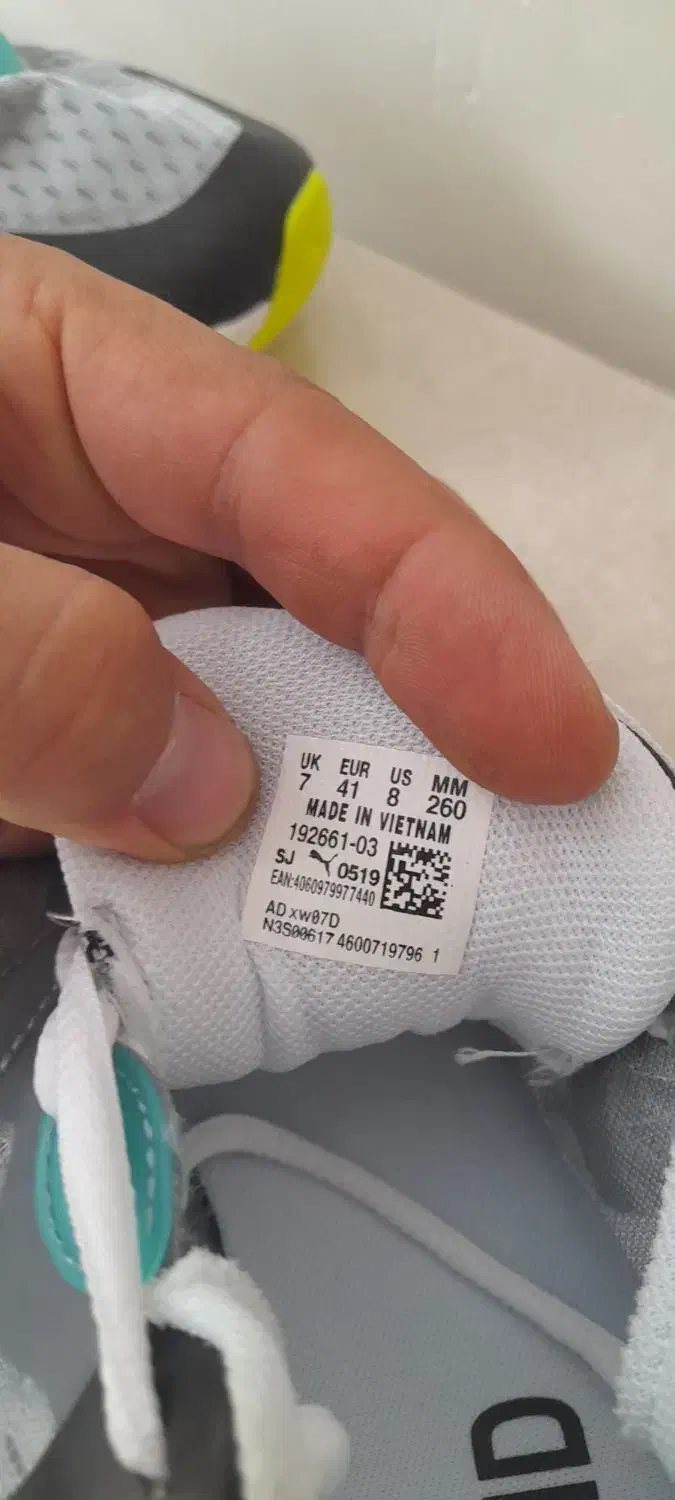 UK EUR US MM
7 41 8 260
MADE IN VIETNAM
192661-03
SJ 0519
EAN:4060979977440
AD xw07D
N3S00617 4600719796 1
ID